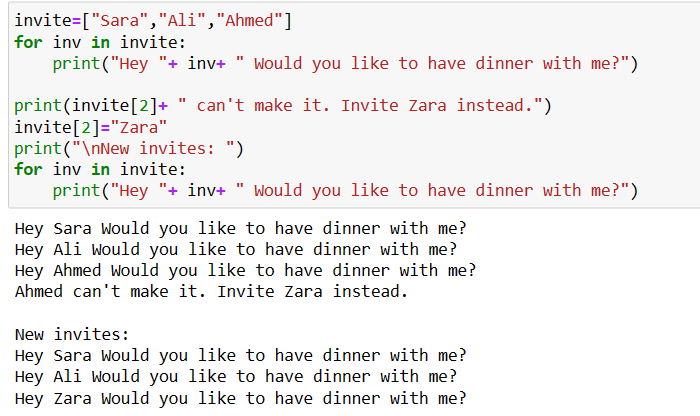 invite=["Sara","Ali","Ahmed"]
for inv in invite:
    print("Hey "+ inv+ " Would you like to have dinner with me?")

print(invite[2]+ " can't make it. Invite Zara instead.")
invite[2]="Zara"
print("\nNew invites: ")
for inv in invite:
    print("Hey "+ inv+ " Would you like to have dinner with me?")

Hey Sara Would you like to have dinner with me?
Hey Ali Would you like to have dinner with me?
Hey Ahmed Would you like to have dinner with me?
Ahmed can't make it. Invite Zara instead.

New invites:
Hey Sara Would you like to have dinner with me?
Hey Ali Would you like to have dinner with me?
Hey Zara Would you like to have dinner with me?